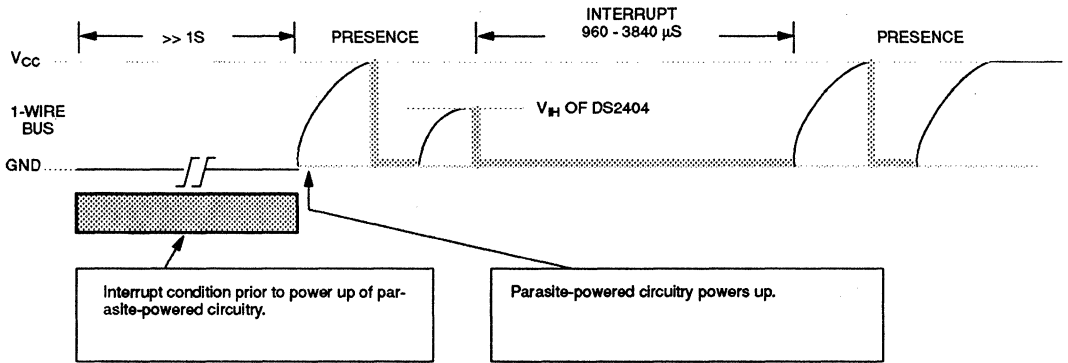 >> 1S
PRESENCE
INTERRUPT
960 - 3840 µS
PRESENCE
VCC
1-WIRE
BUS
VIH OF DS2404
GND
Interrupt condition prior to power up of par-
asite-powered circuitry.
Parasite-powered circuitry powers up.